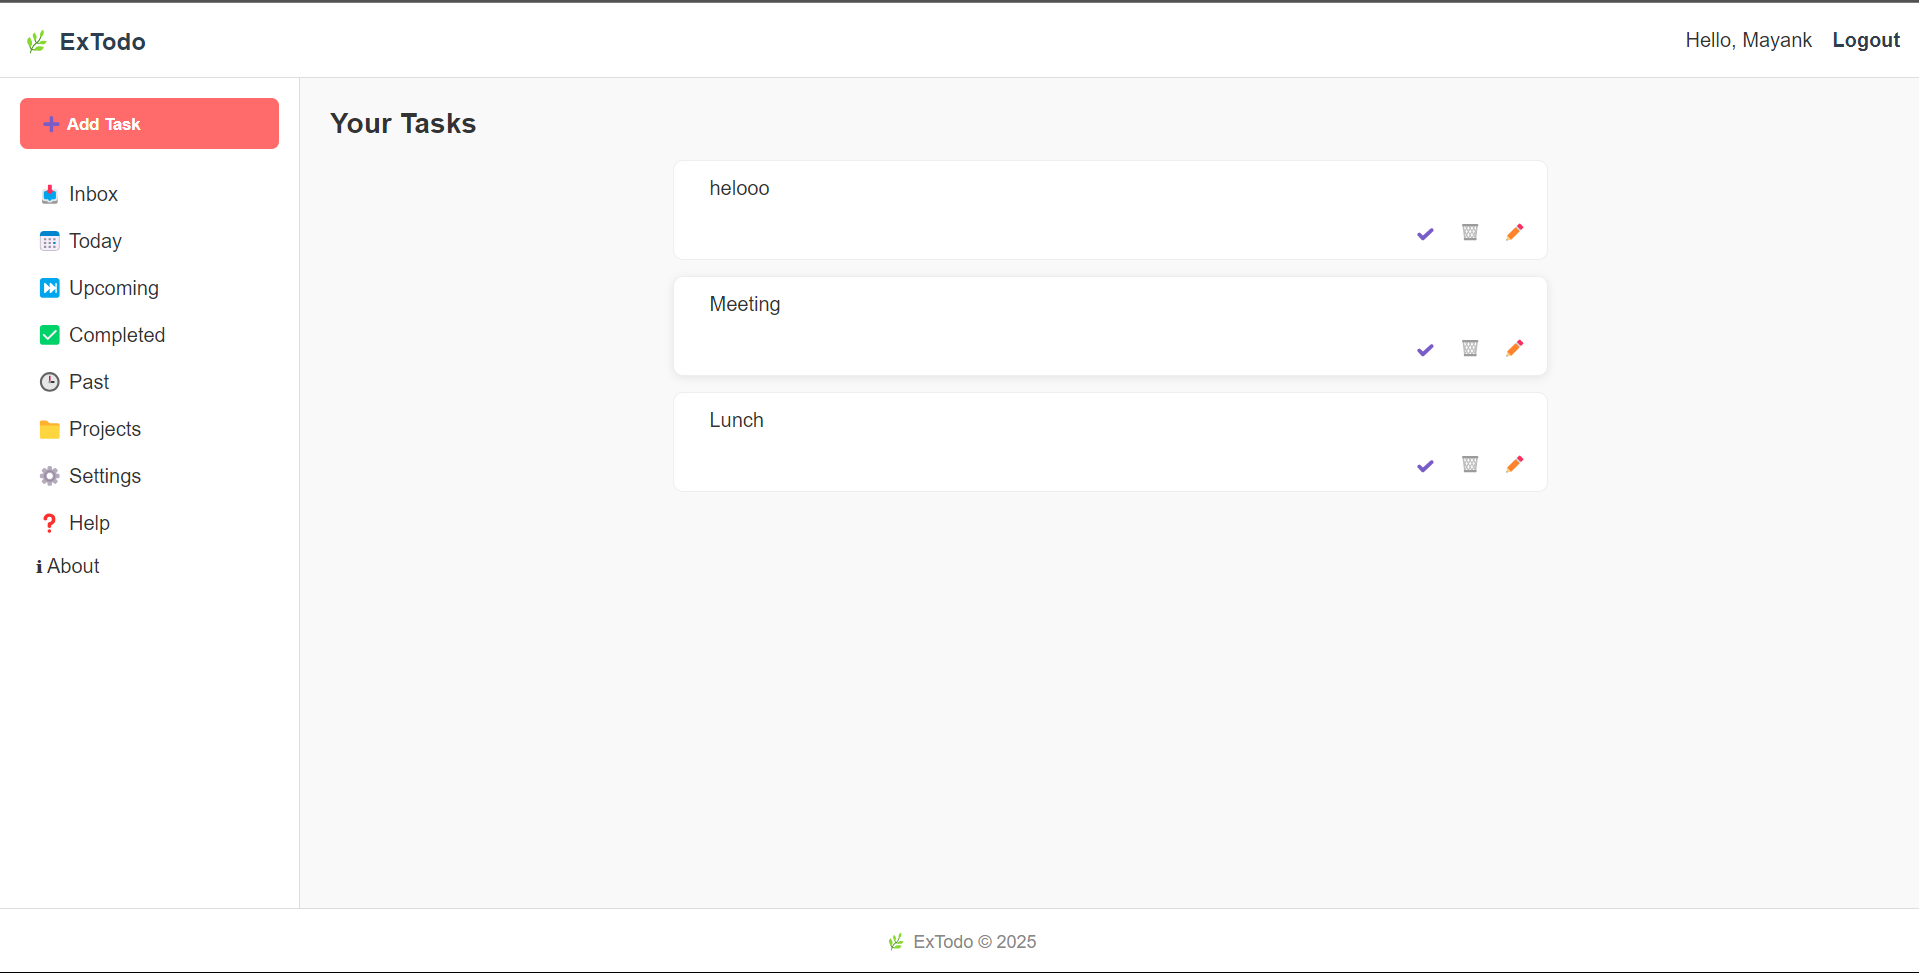 ExTodo
Hello, Mayank Logout
Add Task
Inbox
Today
Upcoming
Completed
Past
Projects
Settings
Help
About
Your Tasks
helooo
Meeting
Lunch
ExTodo © 2025